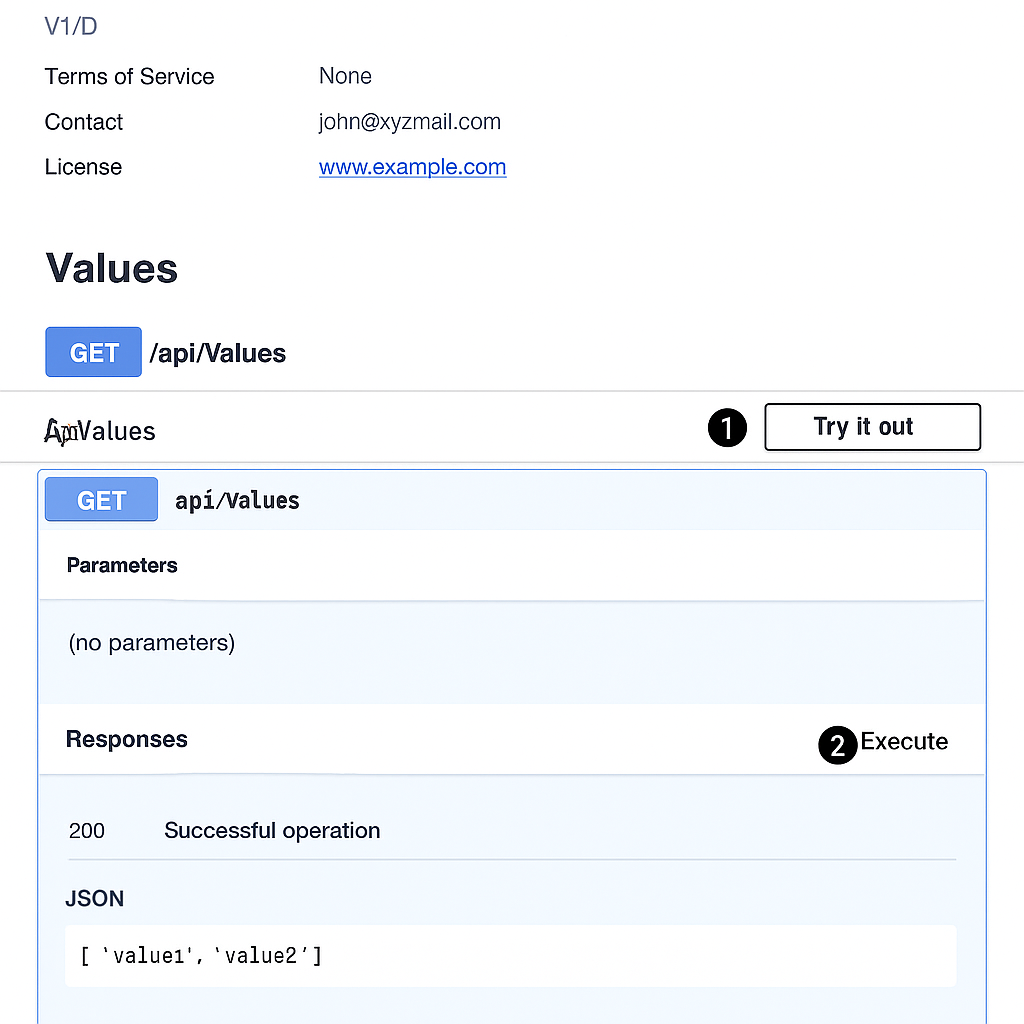 V1/D
Terms of Service None
Contact john@xyzmail.com
License www.example.com
Values
GET /api/Values
Values
1 Try it out
GET apí/Values
Parameters
(no parameters)
Responses
2 Execute
200 Successful operation
JSON
[ `value1', `value2’]